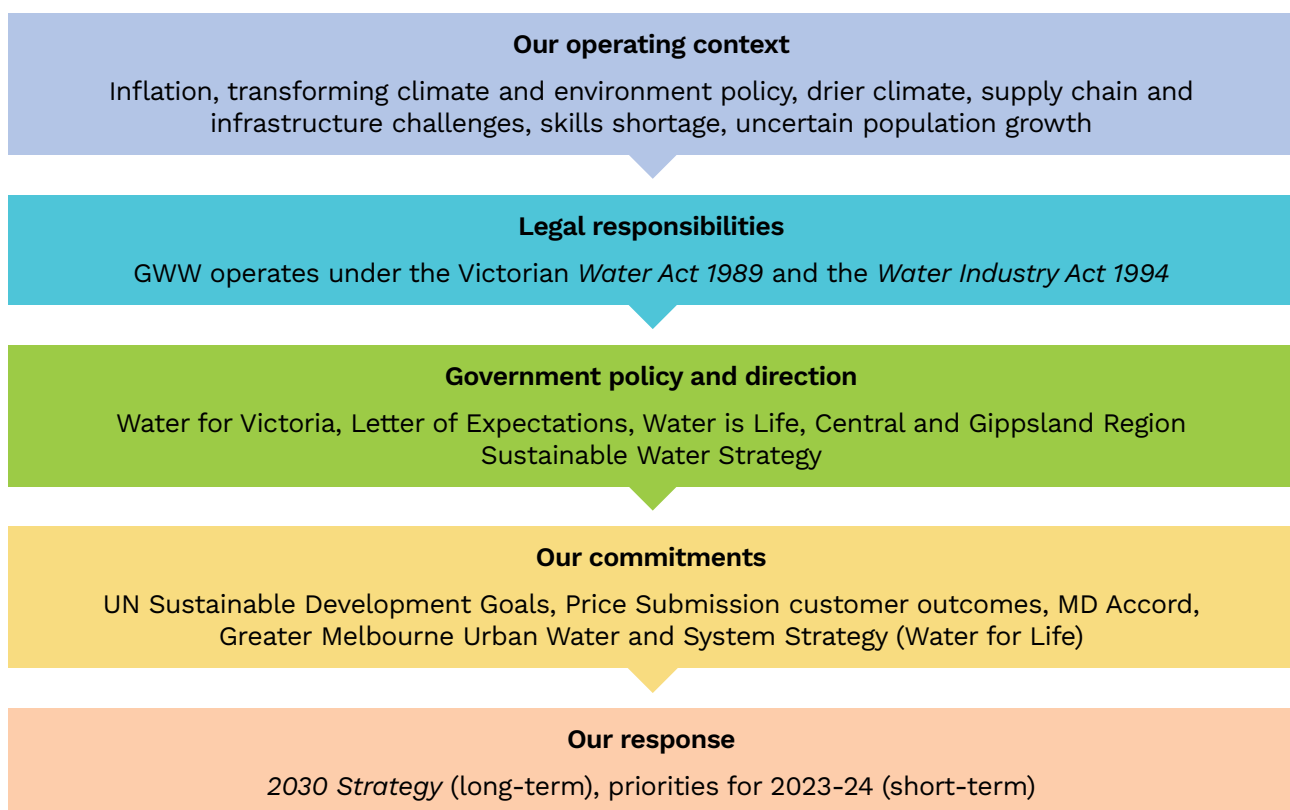 Our operating context
Inflation, transforming climate and environment policy, drier climate, supply chain and
infrastructure challenges, skills shortage, uncertain population growth
Legal responsibilities
GWW operates under the Victorian Water Act 1989 and the Water Industry Act 1994
Government policy and direction
Water for Victoria, Letter of Expectations, Water is Life, Central and Gippsland Region
Sustainable Water Strategy
Our commitments
UN Sustainable Development Goals, Price Submission customer outcomes, MD Accord,
Greater Melbourne Urban Water and System Strategy (Water for Life)
Our response
2030 Strategy (long-term), priorities for 2023-24 (short-term)